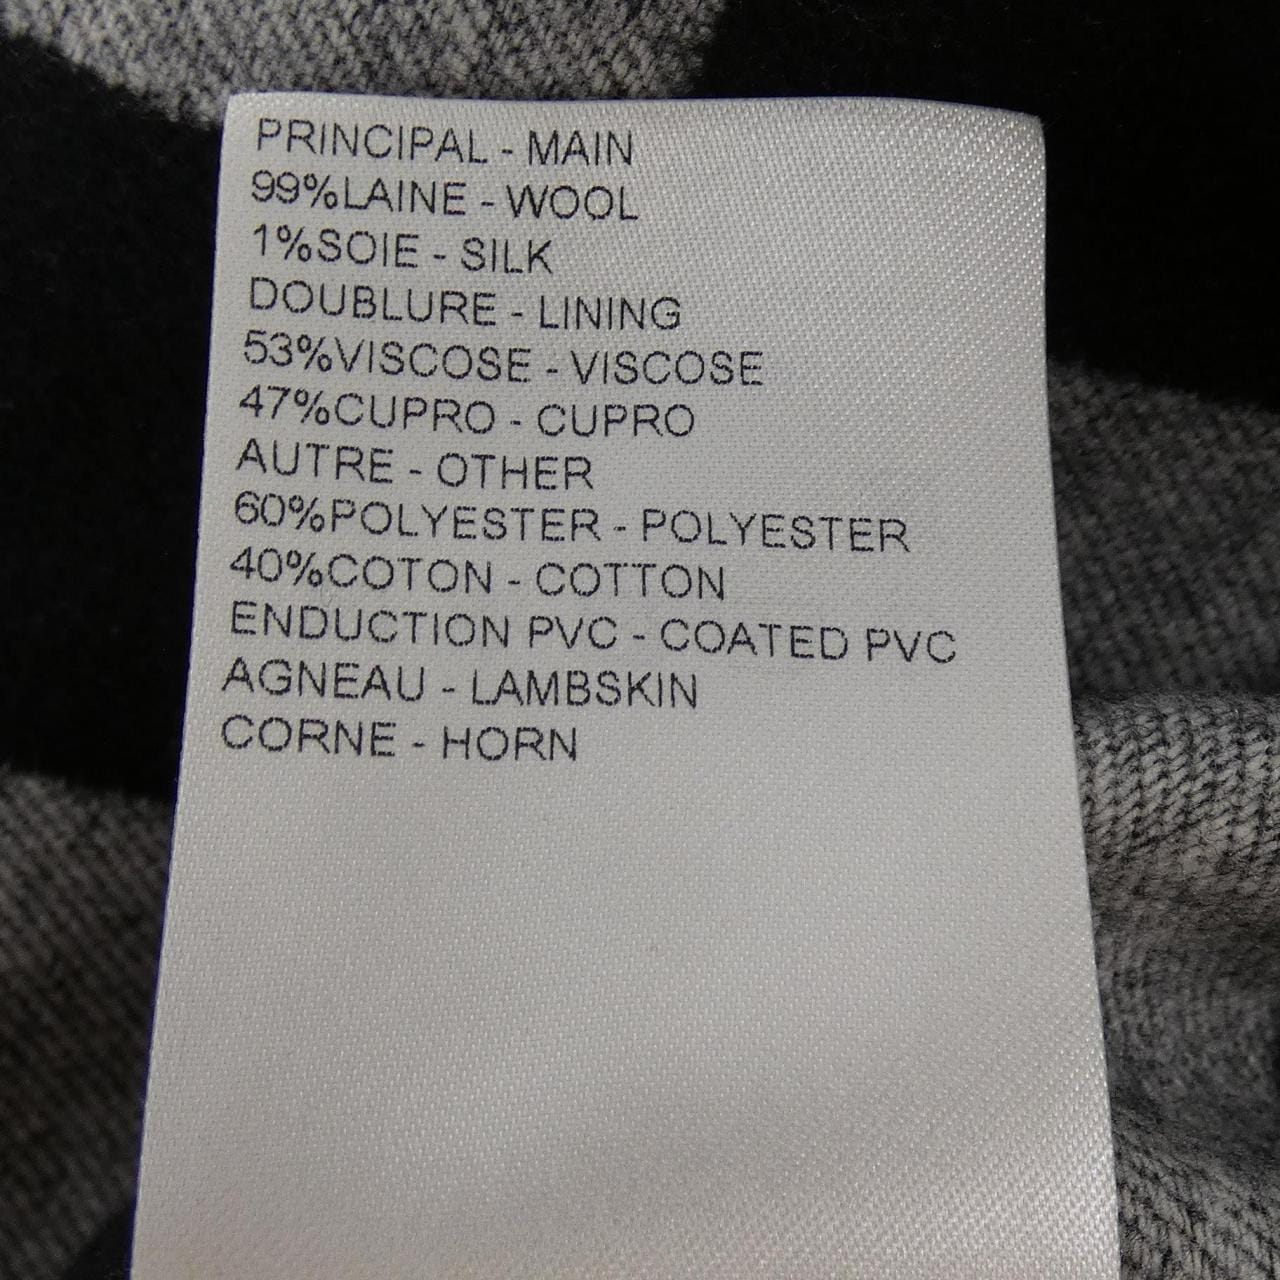 PRINCIPAL - MAIN
99%LAINE - WOOL
1%SOIE - SILK
DOUBLURE - LINING
53%VISCOSE - VISCOSE
47%CUPRO - CUPRO
AUTRE - OTHER
60%POLYESTER - POLYESTER
40%COTON - COTTON
ENDUCTION PVC - COATED PVC
AGNEAU - LAMBSKIN
CORNE - HORN